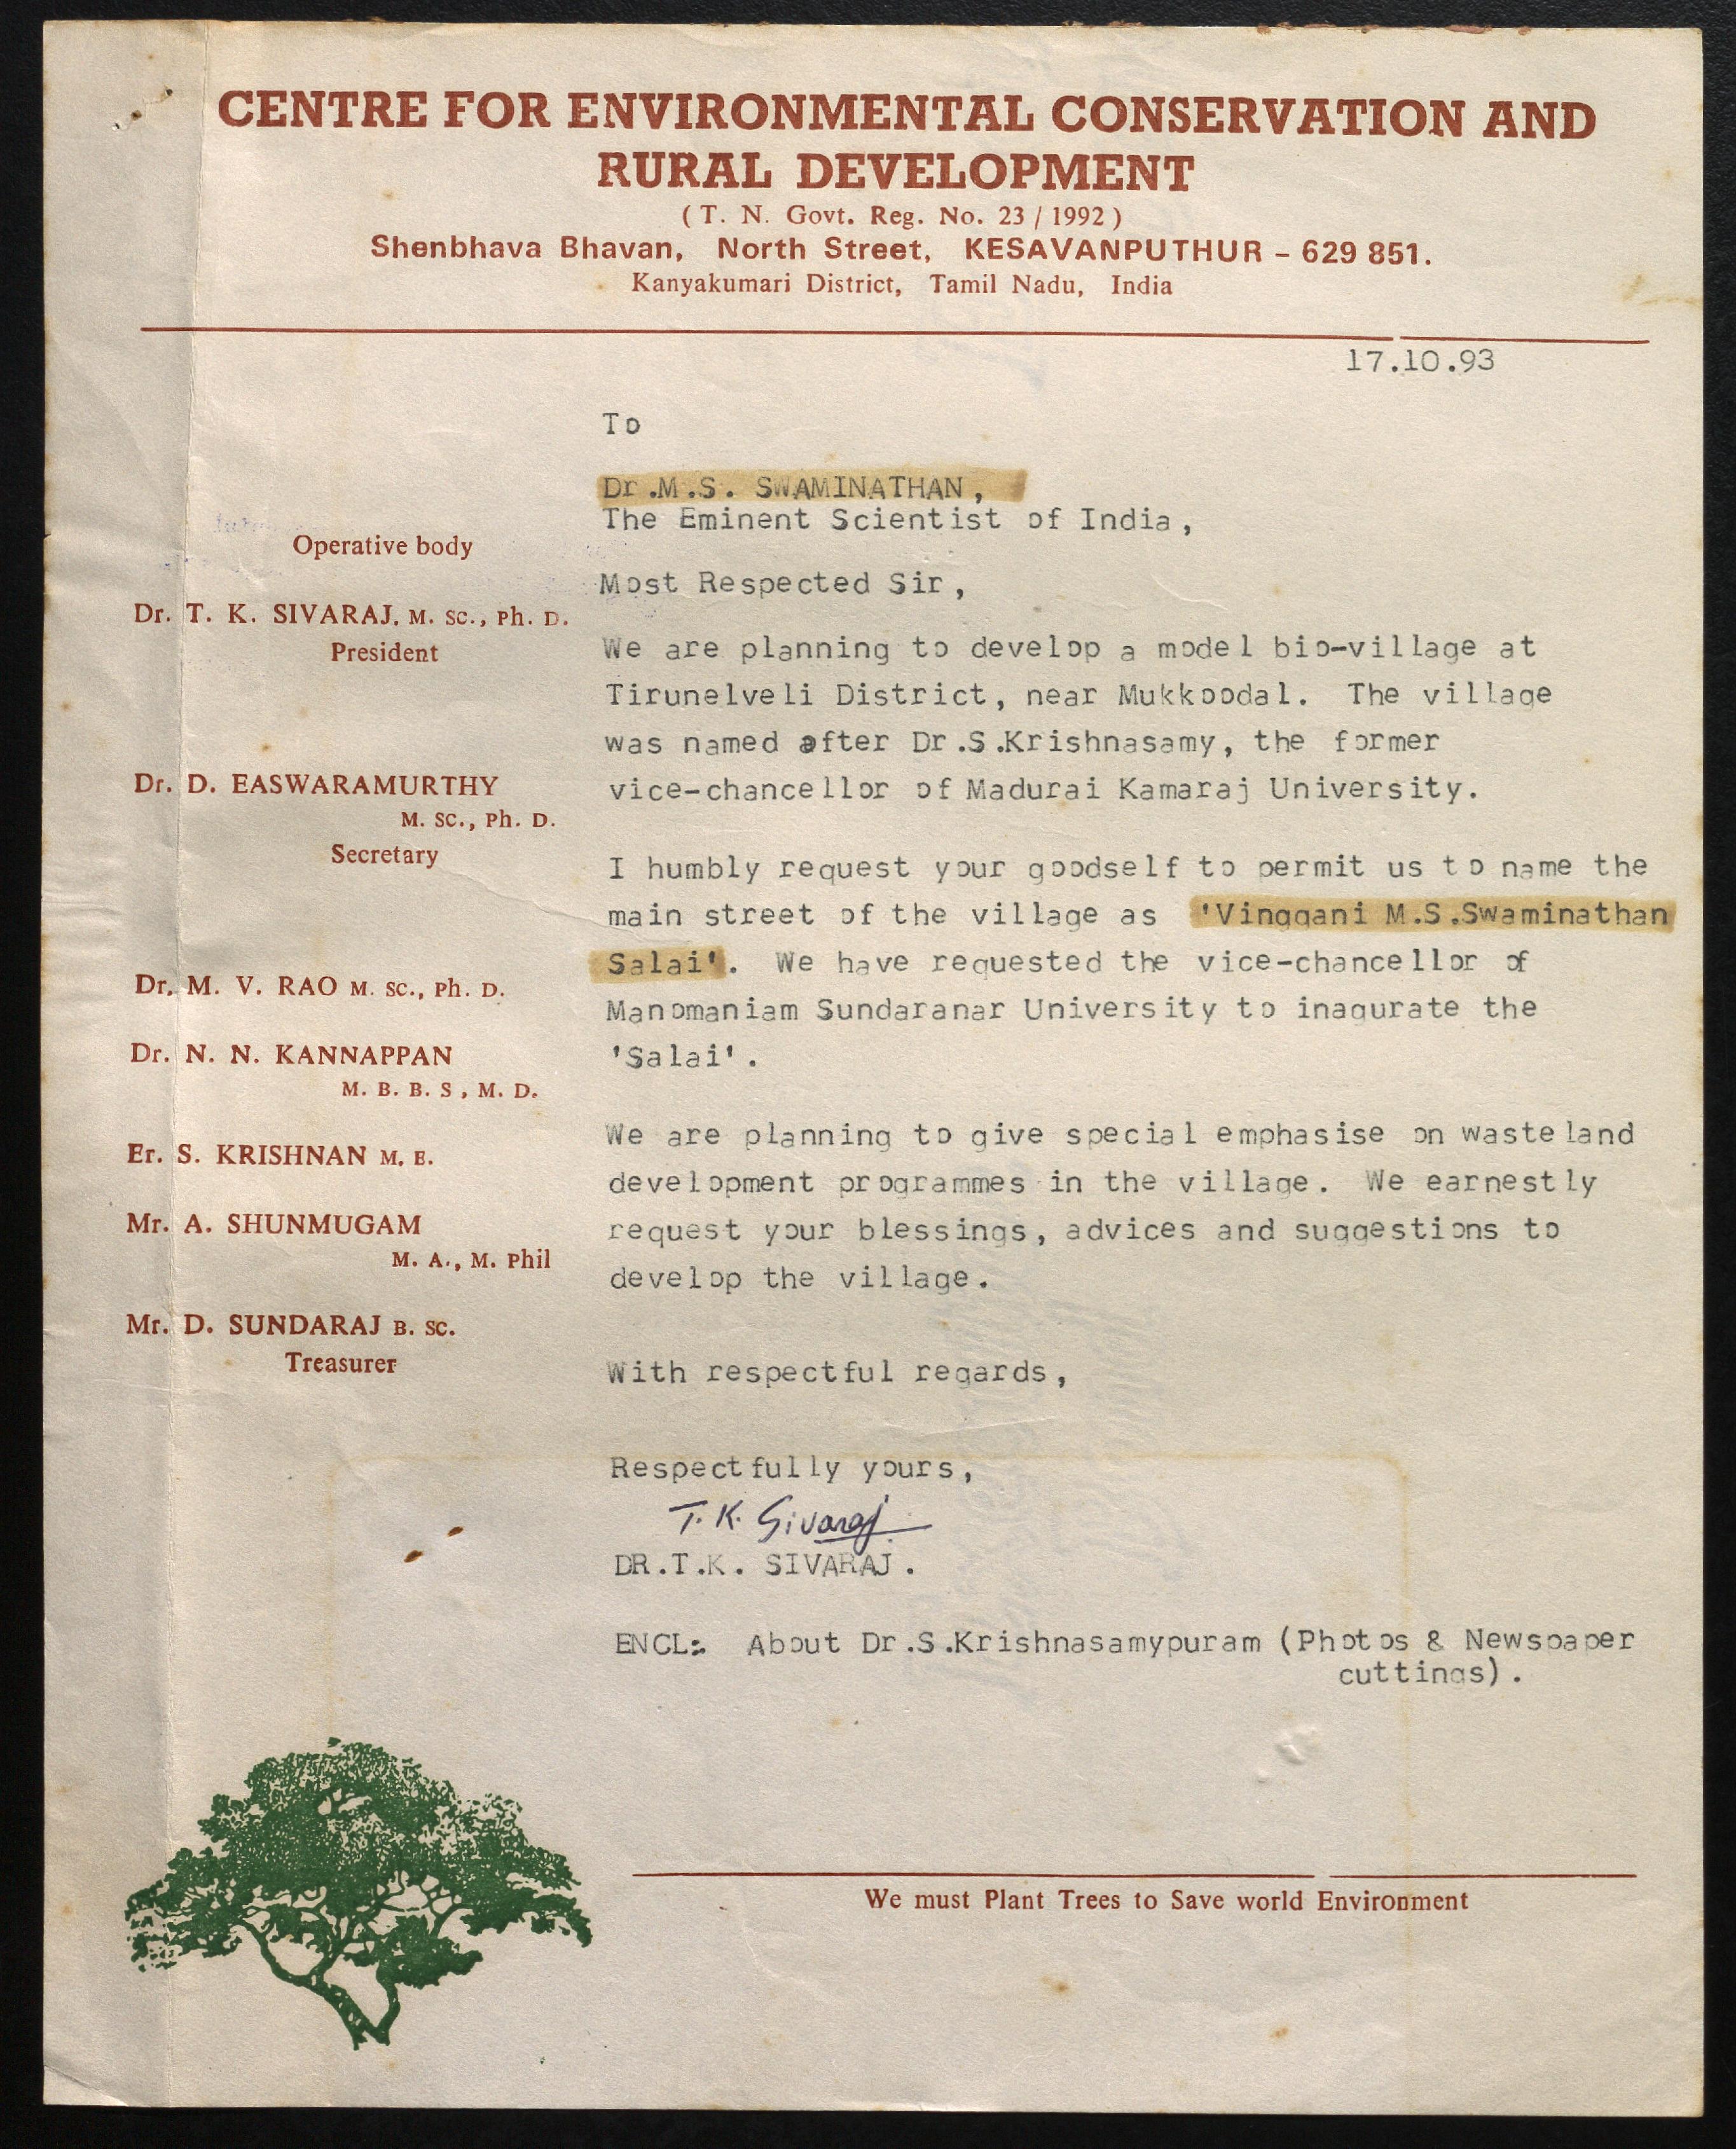 CENTRE FOR ENVIRONMENTAL CONSERVATION AND
RURAL DEVELOPMENT
( T. N. Govt. Reg. No. 23 / 1992 )
Shenbhava Bhavan, North Street, KESAVANPUTHUR - 629 851.
Kanyakumari District, Tamil Nadu, India
17.10.93
To
Dr.M.S. SWAMINATHAN,
The Eminent Scientist of India,
Most Respected Sir,
We are planning to develop a model bio-village at
Tirunelveli District, near Mukkoodal. The village
was named after Dr.S.Krishnasamy, the former
vice-chancellor of Madurai Kamaraj University.
I humbly request your goodself to permit us to name the
main street of the village as 'Vinggani M.S.Swaminathan
Salai'. We have requested the vice-chancellor of
Manomaniam Sundaranar University to inagurate the
'Salai'.
We are planning to give special emphasise on wasteland
development programmes in the village. We earnestly
request your blessings, advices and suggestions to
develop the village.
With respectful regards,
Respectfully yours,
T. K. Sivaraj
DR.T.K. SIVARAJ.
ENCL: About Dr.S.Krishnasamypuram (Photos & Newspaper
cuttings).
Operative body
Dr. T. K. SIVARAJ, M. SC., Ph. D.
President
Dr. D. EASWARAMURTHY
M. SC., Ph. D.
Secretary
Dr. M. V. RAO M. SC., Ph. D.
Dr. N. N. KANNAPPAN
M. B. B. S , M. D.
Er. S. KRISHNAN M. E.
Mr. A. SHUNMUGAM
M. A., M. Phil
Mr. D. SUNDARAJ B. SC.
Treasurer
We must Plant Trees to Save world Environment